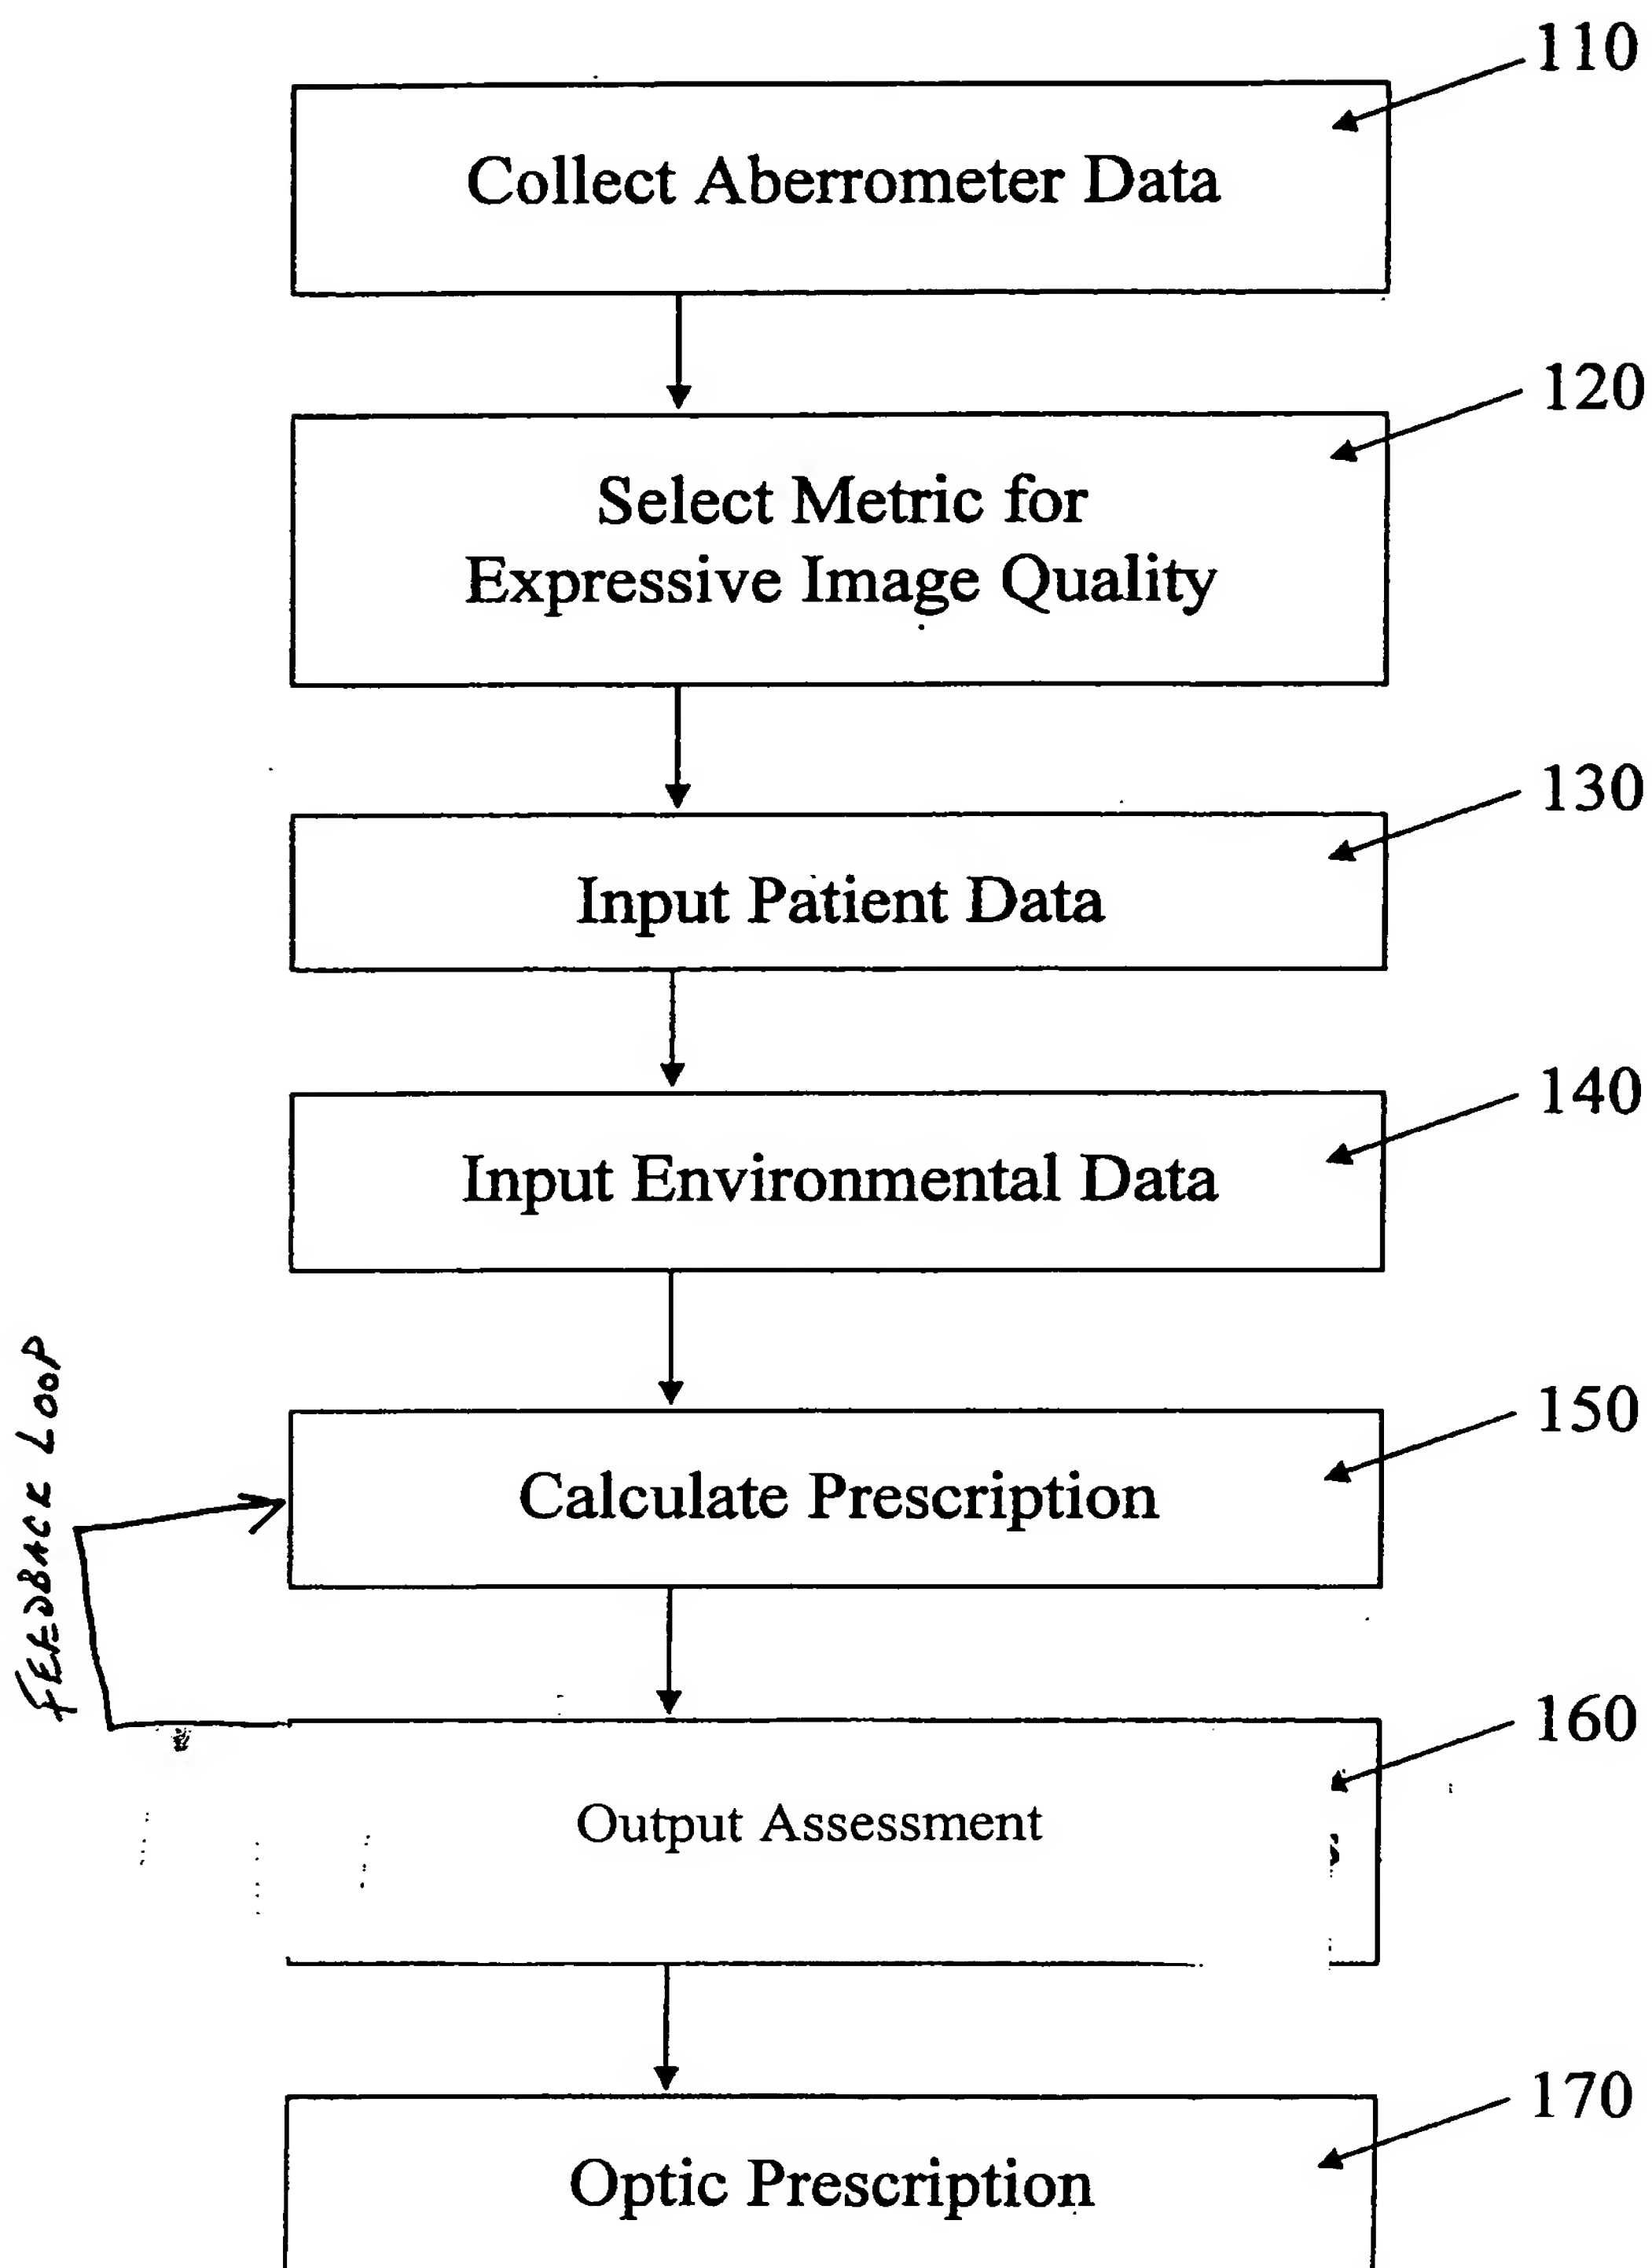 110
Collect Aberrometer Data
120
Select Metric for
Expressive Image Quality
130
Input Patient Data
140
Input Environmental Data
150
Calculate Prescription
FEEDBACK LOOP
160
Output Assessment
170
Optic Prescription